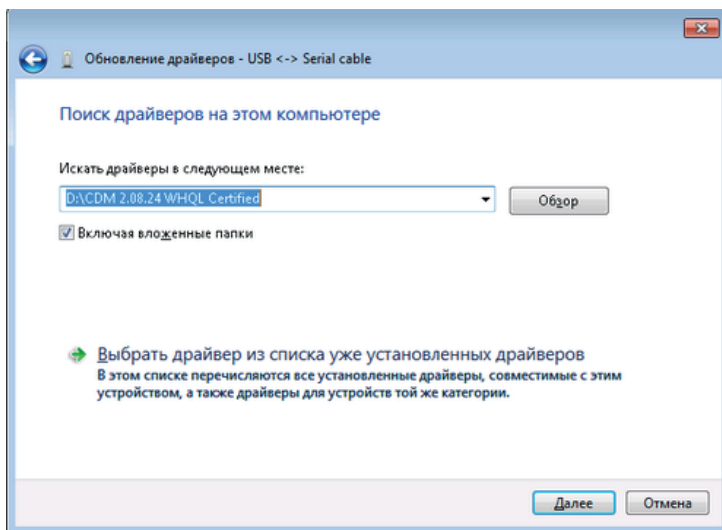 Обновление драйверов - USB <-> Serial cable
Поиск драйверов на этом компьютере
Искать драйверы в следующем месте:
D:\CDM 2.08.24 WHQL Certified
Обзор
Включая вложенные папки
Выбрать драйвер из списка уже установленных драйверов
В этом списке перечисляются все установленные драйверы, совместимые с этим
устройством, а также драйверы для устройств той же категории.
Далее
Отмена